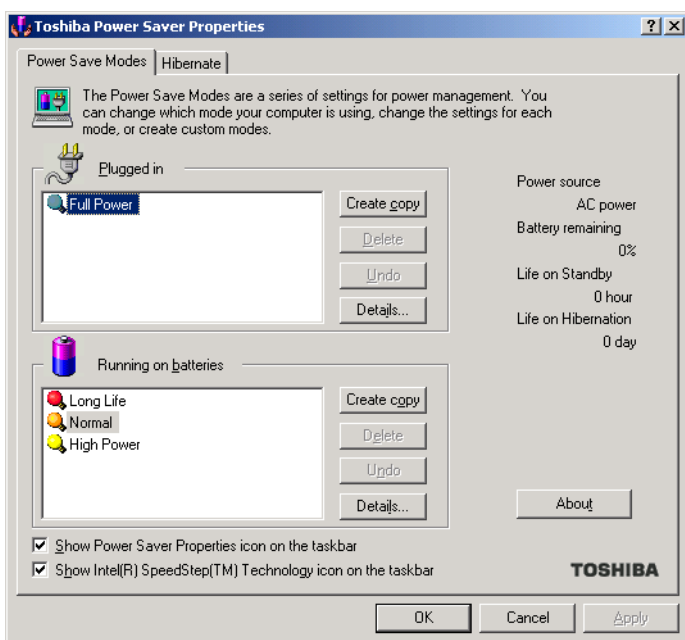 Toshiba Power Saver Properties
Power Save Modes
Hibernate
The Power Save Modes are a series of settings for power management. You
can change which mode your computer is using, change the settings for each
mode, or create custom modes.
Plugged in
Full Power
Create copy
Delete
Undo
Details...
Power source
AC power
Battery remaining
0%
Life on Standby
0 hour
Life on Hibernation
0 day
Running on batteries
Long Life
Normal
High Power
Create copy
Delete
Undo
Details...
About
Show Power Saver Properties icon on the taskbar
Show Intel(R) SpeedStep(TM) Technology icon on the taskbar
TOSHIBA
OK
Cancel
Apply